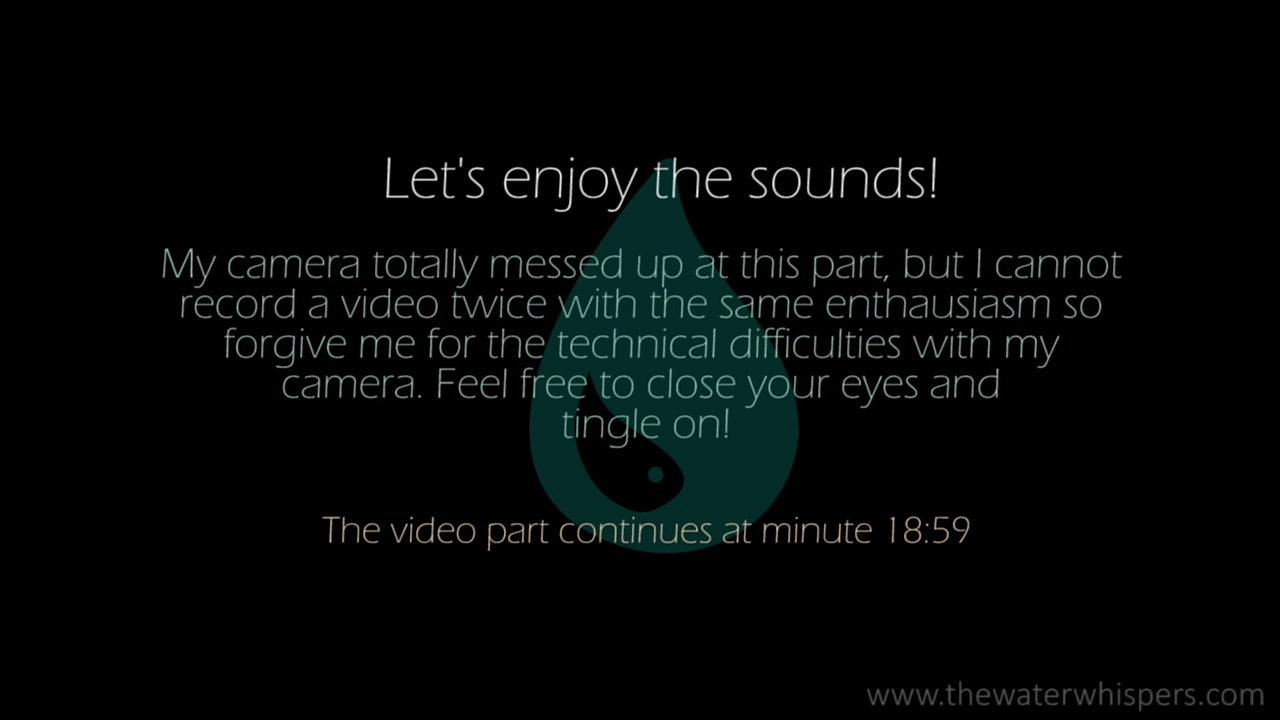 Let's enjoy the sounds!
My camera totally messed up at this part, but I cannot
record a video twice with the same enthausiasm so
forgive me for the technical difficulties with my
camera. Feel free to close your eyes and
tingle on!
The video part continues at minute 18:59
www.thewaterwhispers.com